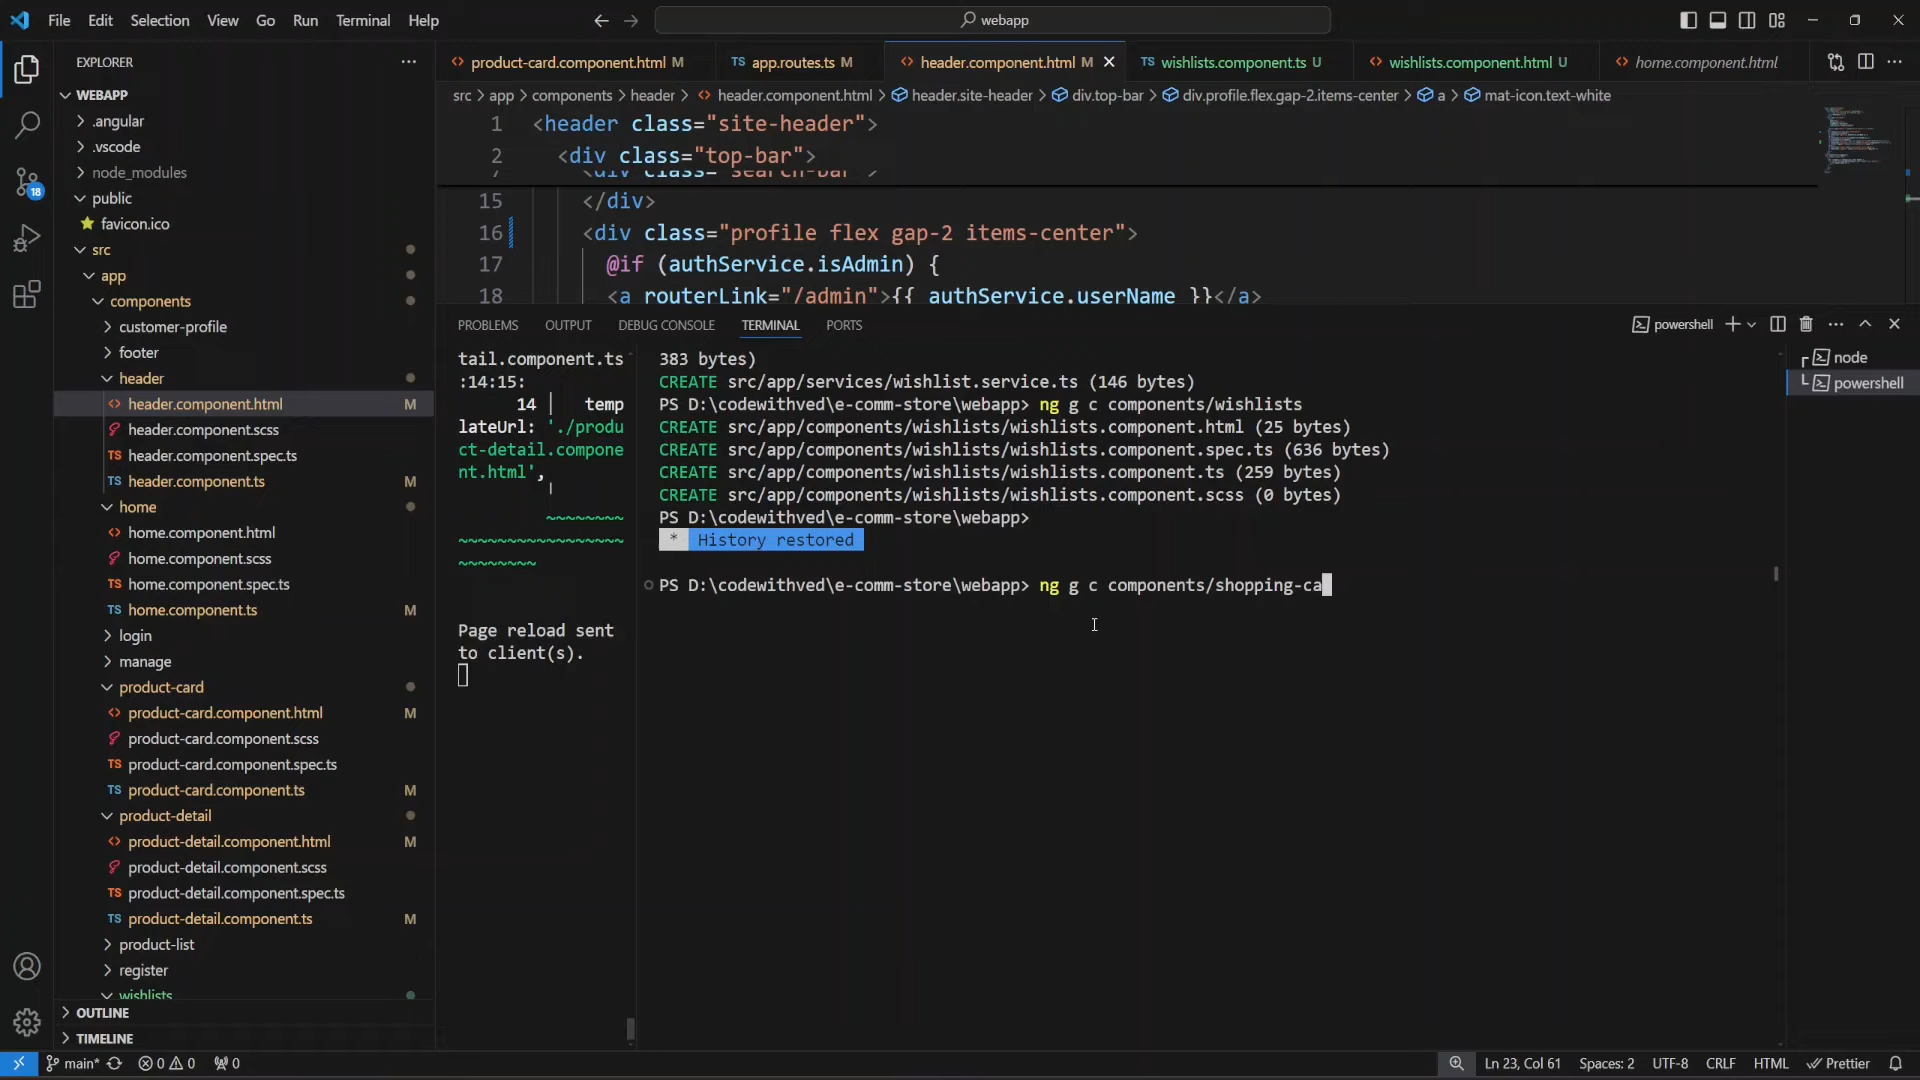 File Edit Selection View Go Run Terminal Help
webapp
EXPLORER
WEBAPP
.angular
.vscode
node_modules
public
favicon.ico
src
app
components
customer-profile
footer
header
header.component.html M
header.component.scss
header.component.spec.ts
header.component.ts M
home
home.component.html
home.component.scss
home.component.spec.ts
home.component.ts M
login
manage
product-card
product-card.component.html M
product-card.component.scss
product-card.component.spec.ts
product-card.component.ts M
product-detail
product-detail.component.html M
product-detail.component.scss
product-detail.component.spec.ts
product-detail.component.ts M
product-list
register
wishlists
OUTLINE
TIMELINE
product-card.component.html M
TS app.routes.ts M
header.component.html M
TS wishlists.component.ts U
wishlists.component.html U
home.component.html
src > app > components > header > header.component.html > header.site-header > div.top-bar > div.profile.flex.gap-2.items-center > a > mat-icon.text-white
1 <header class="site-header">
2 <div class="top-bar">
7 <div class="search-bar">
15 </div>
16 <div class="profile flex gap-2 items-center">
17 @if (authService.isAdmin) {
18 <a routerLink="/admin">{{ authService.userName }}</a>
PROBLEMS OUTPUT DEBUG CONSOLE TERMINAL PORTS
powershell
node
powershell
tail.component.ts
:14:15:
14 │ temp
lateUrl: './produ
ct-detail.compone
nt.html',
~~~~~~~~
~~~~~~~~~~~~~~~~~
~~~~~~~~
Page reload sent
to client(s).
383 bytes)
CREATE src/app/services/wishlist.service.ts (146 bytes)
PS D:\codewithved\e-comm-store\webapp> ng g c components/wishlists
CREATE src/app/components/wishlists/wishlists.component.html (25 bytes)
CREATE src/app/components/wishlists/wishlists.component.spec.ts (636 bytes)
CREATE src/app/components/wishlists/wishlists.component.ts (259 bytes)
CREATE src/app/components/wishlists/wishlists.component.scss (0 bytes)
PS D:\codewithved\e-comm-store\webapp>
* History restored
PS D:\codewithved\e-comm-store\webapp> ng g c components/shopping-ca
18
main* 0 0 0
Ln 23, Col 61 Spaces: 2 UTF-8 CRLF HTML Prettier